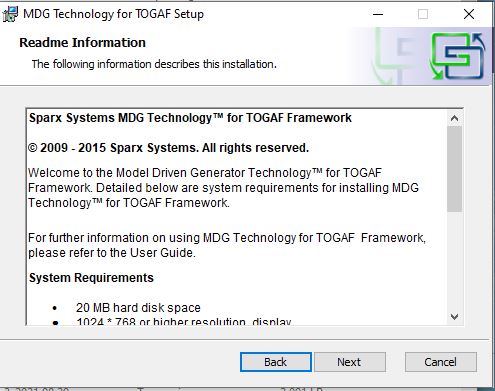 MDG Technology for TOGAF Setup
Readme Information
The following information describes this installation.
Sparx Systems MDG Technology™ for TOGAF Framework
© 2009 - 2015 Sparx Systems. All rights reserved.
Welcome to the Model Driven Generator Technology™ for TOGAF
Framework. Detailed below are system requirements for installing MDG
Technology™ for TOGAF Framework.
For further information on using MDG Technology for TOGAF Framework,
please refer to the User Guide.
System Requirements
• 20 MB hard disk space
• 1024 * 768 or higher resolution display
Back
Next
Cancel